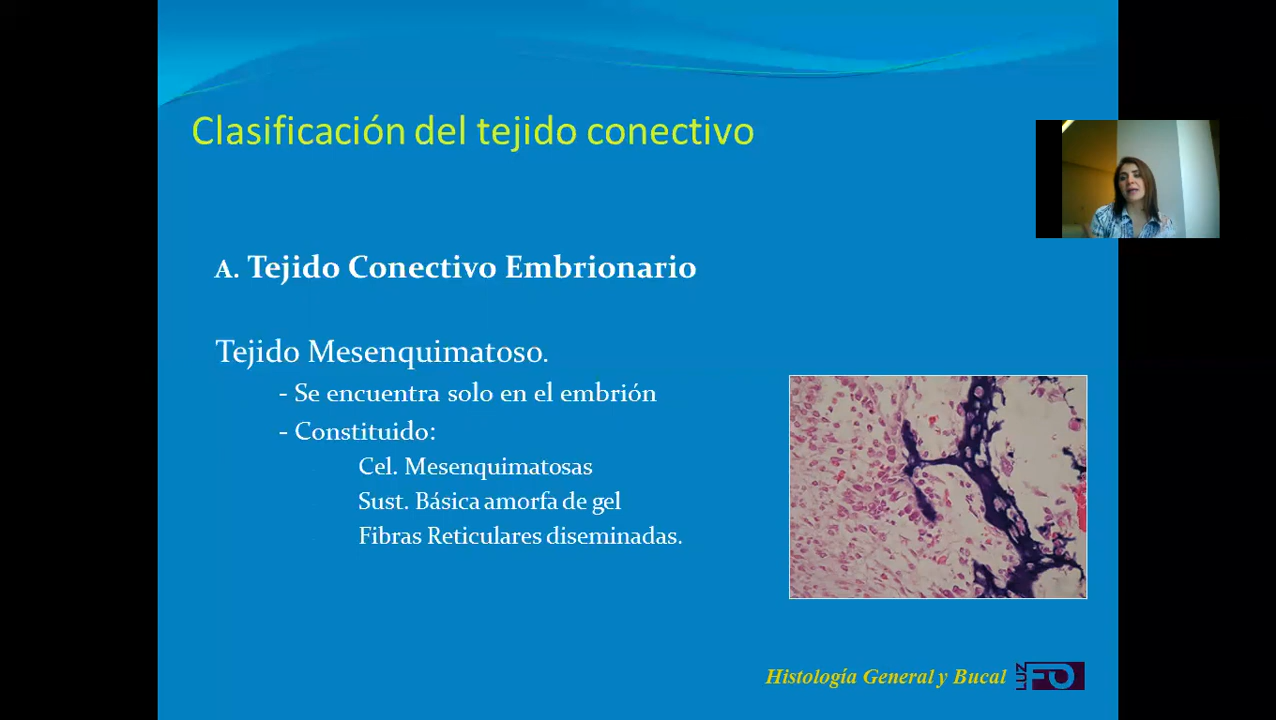 Clasificación del tejido conectivo
A. Tejido Conectivo Embrionario
Tejido Mesenquimatoso.
- Se encuentra solo en el embrión
- Constituido:
Cel. Mesenquimatosas
Sust. Básica amorfa de gel
Fibras Reticulares diseminadas.
Histología General y Bucal
LUZ
FO